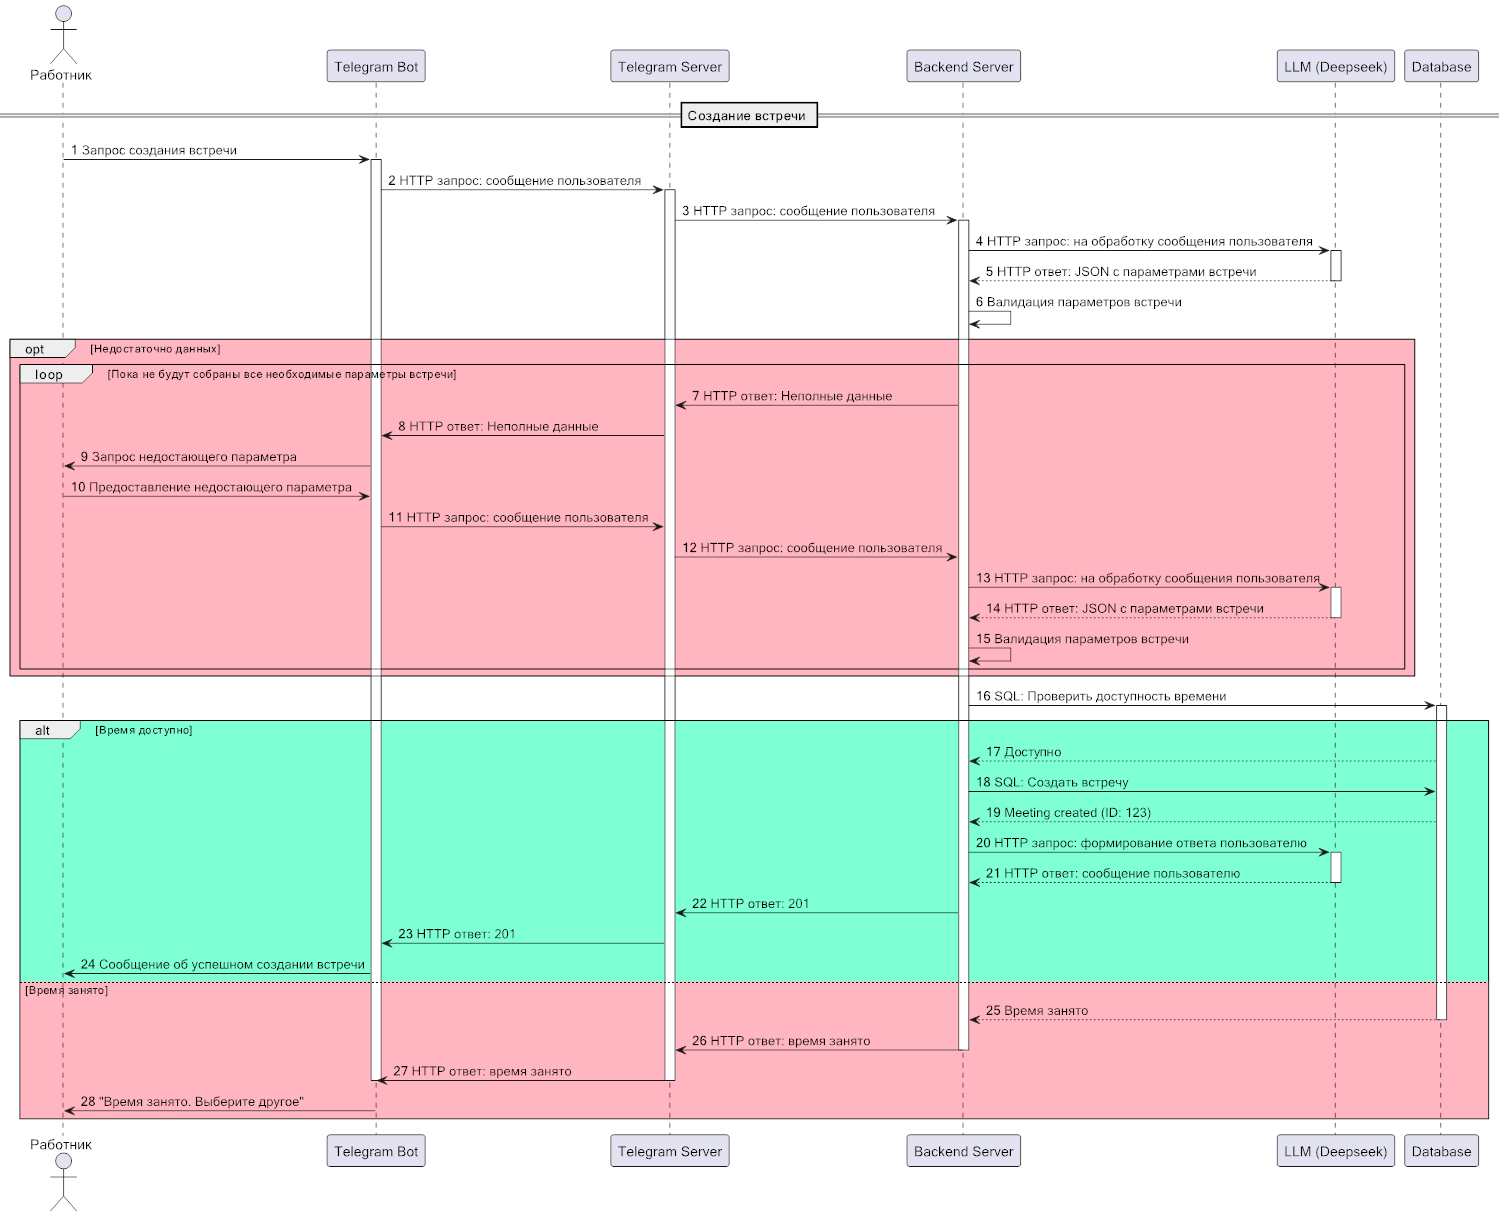 Работник
Telegram Bot
Telegram Server
Backend Server
LLM (Deepseek)
Database
Создание встречи
1 Запрос создания встречи
2 HTTP запрос: сообщение пользователя
3 HTTP запрос: сообщение пользователя
4 HTTP запрос: на обработку сообщения пользователя
5 HTTP ответ: JSON с параметрами встречи
6 Валидация параметров встречи
opt
[Недостаточно данных]
loop
[Пока не будут собраны все необходимые параметры встречи]
7 HTTP ответ: Неполные данные
8 HTTP ответ: Неполные данные
9 Запрос недостающего параметра
10 Предоставление недостающего параметра
11 HTTP запрос: сообщение пользователя
12 HTTP запрос: сообщение пользователя
13 HTTP запрос: на обработку сообщения пользователя
14 HTTP ответ: JSON с параметрами встречи
15 Валидация параметров встречи
16 SQL: Проверить доступность времени
alt
[Время доступно]
17 Доступно
18 SQL: Создать встречу
19 Meeting created (ID: 123)
20 HTTP запрос: формирование ответа пользователю
21 HTTP ответ: сообщение пользователю
22 HTTP ответ: 201
23 HTTP ответ: 201
24 Сообщение об успешном создании встречи
[Время занято]
25 Время занято
26 HTTP ответ: время занято
27 HTTP ответ: время занято
28 "Время занято. Выберите другое"
Работник
Telegram Bot
Telegram Server
Backend Server
LLM (Deepseek)
Database